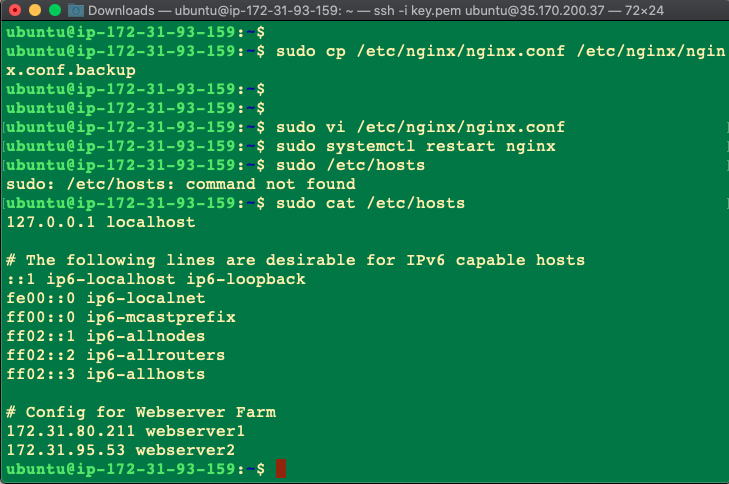 Downloads — ubuntu@ip-172-31-93-159: ~ — ssh -i key.pem ubuntu@35.170.200.37 — 72×24
ubuntu@ip-172-31-93-159:~$
ubuntu@ip-172-31-93-159:~$ sudo cp /etc/nginx/nginx.conf /etc/nginx/ngin
x.conf.backup
ubuntu@ip-172-31-93-159:~$
ubuntu@ip-172-31-93-159:~$
ubuntu@ip-172-31-93-159:~$ sudo vi /etc/nginx/nginx.conf
ubuntu@ip-172-31-93-159:~$ sudo systemctl restart nginx
ubuntu@ip-172-31-93-159:~$ sudo /etc/hosts
sudo: /etc/hosts: command not found
ubuntu@ip-172-31-93-159:~$ sudo cat /etc/hosts
127.0.0.1 localhost
# The following lines are desirable for IPv6 capable hosts
::1 ip6-localhost ip6-loopback
fe00::0 ip6-localnet
ff00::0 ip6-mcastprefix
ff02::1 ip6-allnodes
ff02::2 ip6-allrouters
ff02::3 ip6-allhosts
# Config for Webserver Farm
172.31.80.211 webserver1
172.31.95.53 webserver2
ubuntu@ip-172-31-93-159:~$